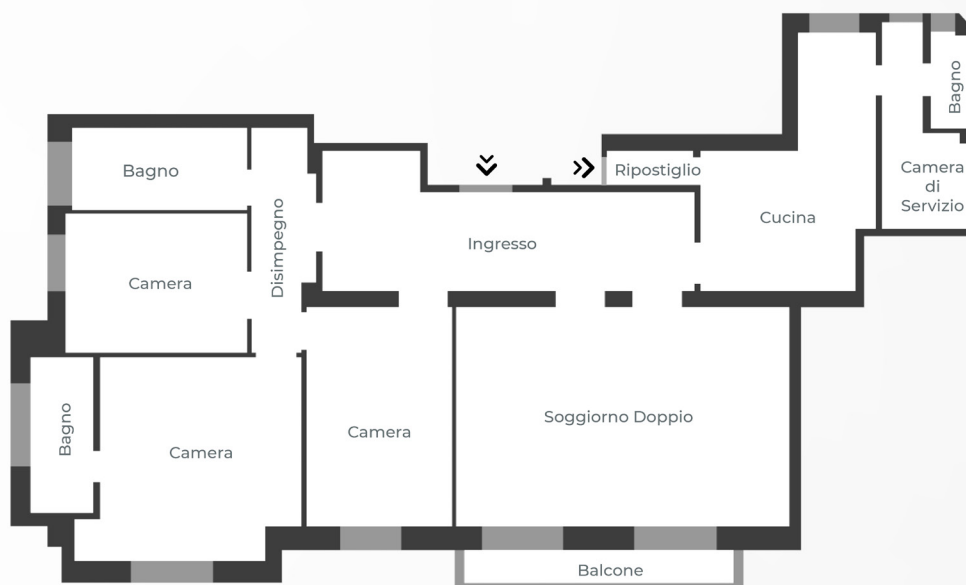 Bagno
Ripostiglio
Bagno
Camera
di
Servizio
Disimpegno
Cucina
Ingresso
Camera
Bagno
Camera
Camera
Soggiorno Doppio
Balcone